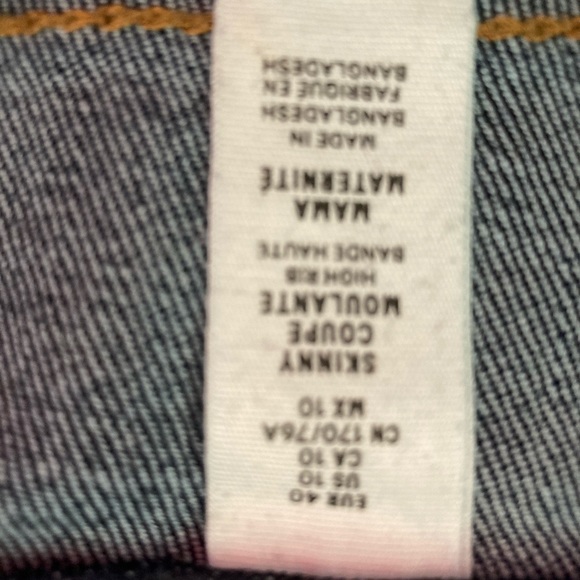 EUR 40
US 10
CA 10
CN 170/76A
MX 10
SKINNY
COUPE
MOULANTE
HIGH RIB
BANDE HAUTE
MAMA
MATERNITÉ
MADE IN
BANGLADESH
FABRIQUE EN
BANGLADESH